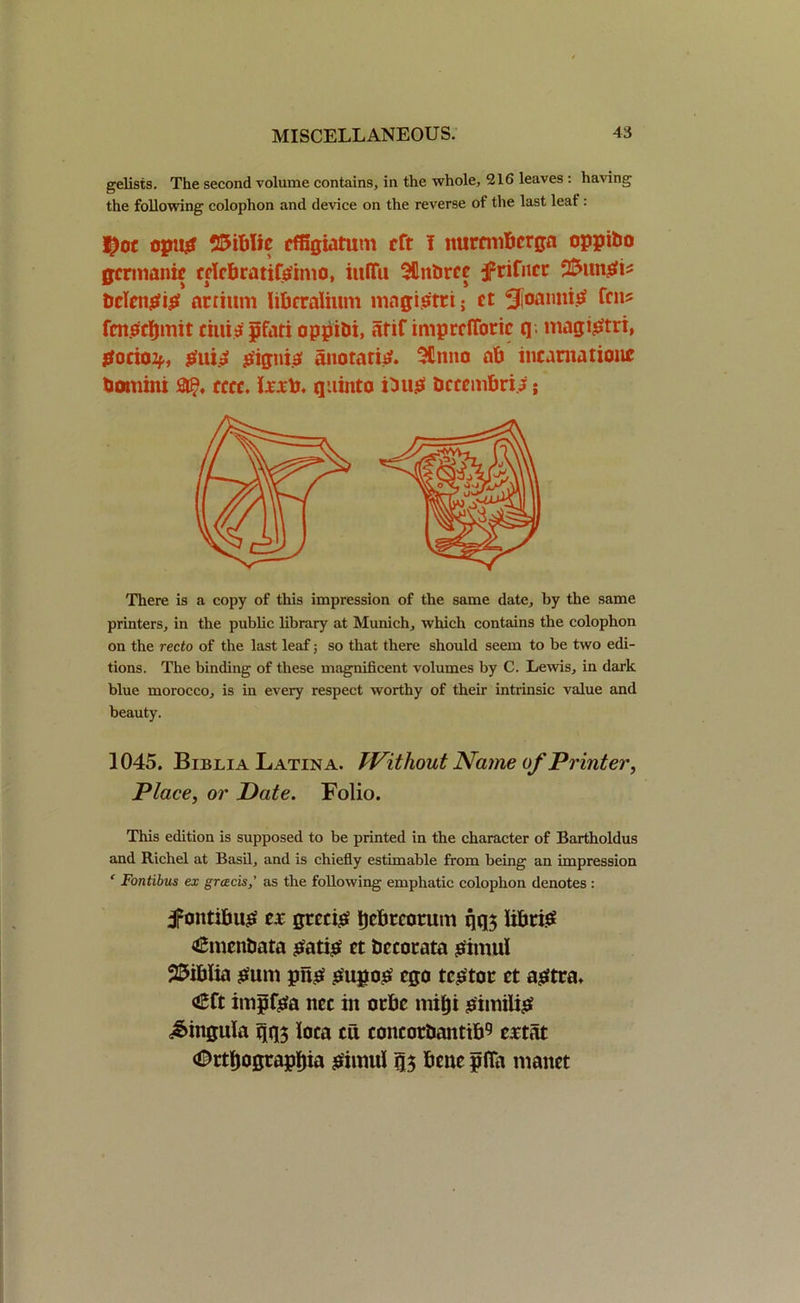 MISCELLANEOUS. 43
gelists. The second volume contains, in the whole, 216 leaves : having
the following colophon and device on the reverse of the last leaf :
Hoc opus Biblie effigiatum est ī nurmberga oppido
germanie celebratissimo, iussu Andree Frisner Bunsi-
delensis artium liberalium magistri; et Joannis sen-
senschmit ciuis pfati oppidi, atif impressorie q; magistri,
socioꝝ, suis signis anotatis. Anno ab incarnatione
domini M. cccc. lxxv. quinto idus decembris;
There is a copy of this impression of the same date, by the same
printers, in the public library at Munich, which contains the colophon
on the recto of the last leaf; so that there should seem to be two edi-
tions. The binding of these magnificent volumes by C. Lewis, in dark
blue morocco, is in every respect worthy of their intrinsic value and
beauty.
1045. Biblia Latina. Without Name of Printer,
Place, or Date. Folio.
This edition is supposed to be printed in the character of Bartholdus
and Richel at Basil, and is chiefly estimable from being an impression
‘ Fontibus ex græcis,’ as the following emphatic colophon denotes :
Fontibus ex grecis hebreorum q̄qꝫ libris
Emendata satis et decorata simul
Biblia sum pn̄s supos ego testor et astra.
Est imp̄ssa nec in orbe mihi similis
Singula q̄qꝫ loca cū concordantibꝰ extāt
Orthographia simul qꝫ bene p̄ssa manet